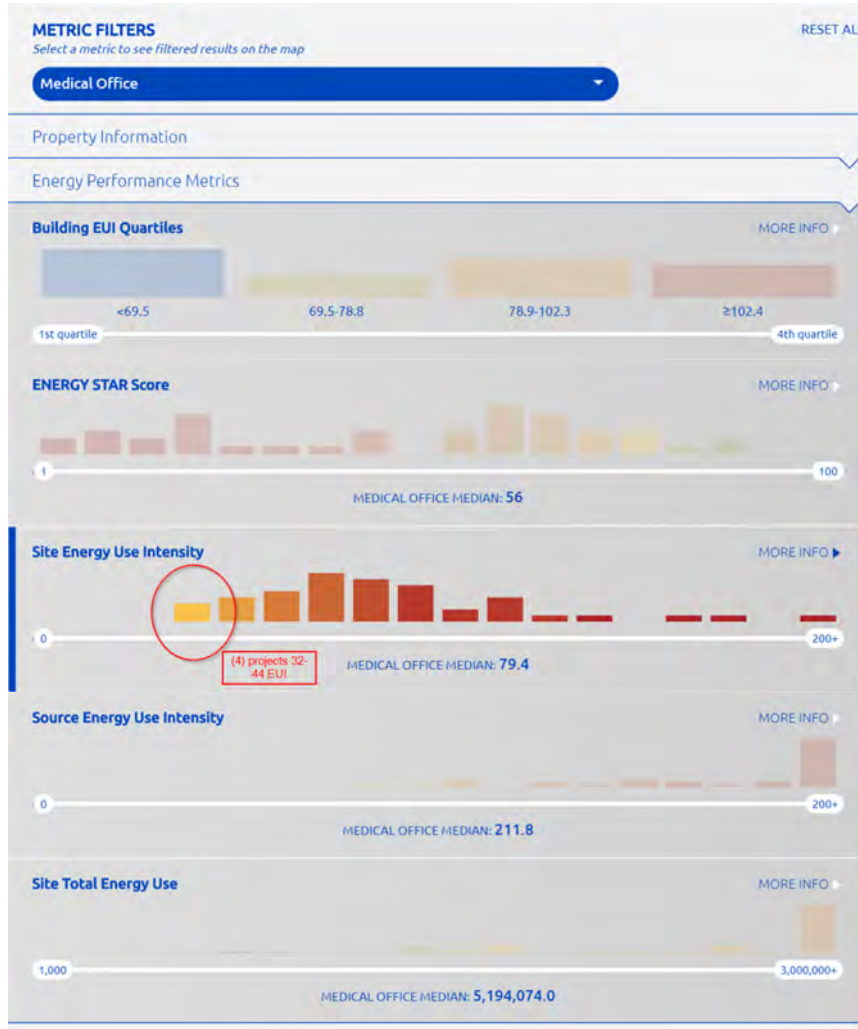 METRIC FILTERS
RESET AL
Select a metric to see filtered results on the map
Medical Office
Property Information
Energy Performance Metrics
Building EUI Quartiles
MORE INFO
<69.5
69.5-78.8
78.9-102.3
≥102.4
1st quartile
4th quartile
ENERGY STAR Score
MORE INFO
1
100
MEDICAL OFFICE MEDIAN: 56
Site Energy Use Intensity
MORE INFO
0
200+
(4) projects 32-
44 EUI
MEDICAL OFFICE MEDIAN: 79.4
Source Energy Use Intensity
MORE INFO
0
200+
MEDICAL OFFICE MEDIAN: 211.8
Site Total Energy Use
MORE INFO
1,000
3,000,000+
MEDICAL OFFICE MEDIAN: 5,194,074.0